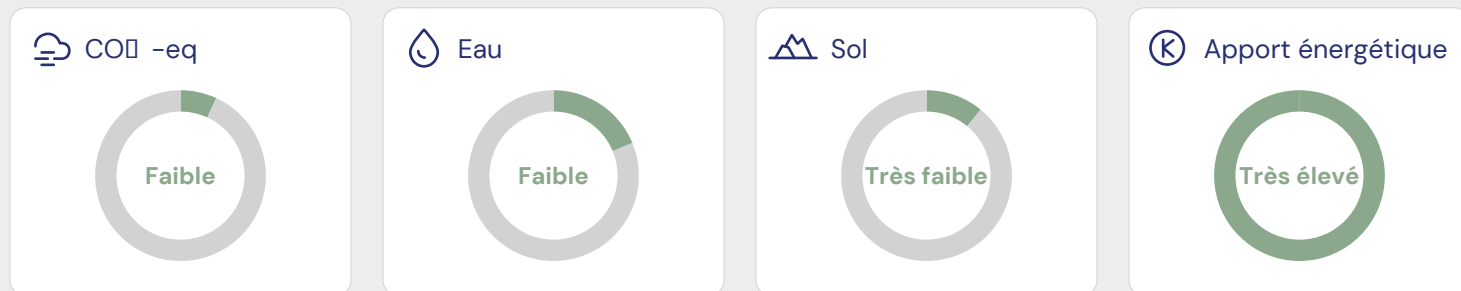 CO▯ -eq
Faible
Eau
Faible
Sol
Très faible
Apport énergétique
Très élevé